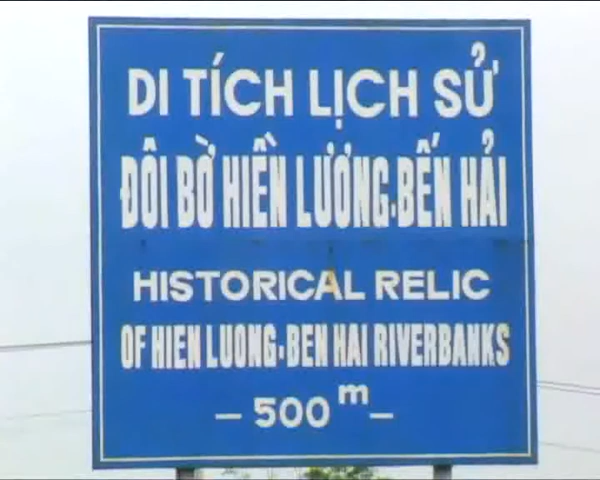 DI TÍCH LỊCH SỬ
ĐÔI BỜ HIỀN LƯƠNG-BẾN HẢI
HISTORICAL RELIC
OF HIEN LUONG-BEN HAI RIVERBANKS
- 500 m -